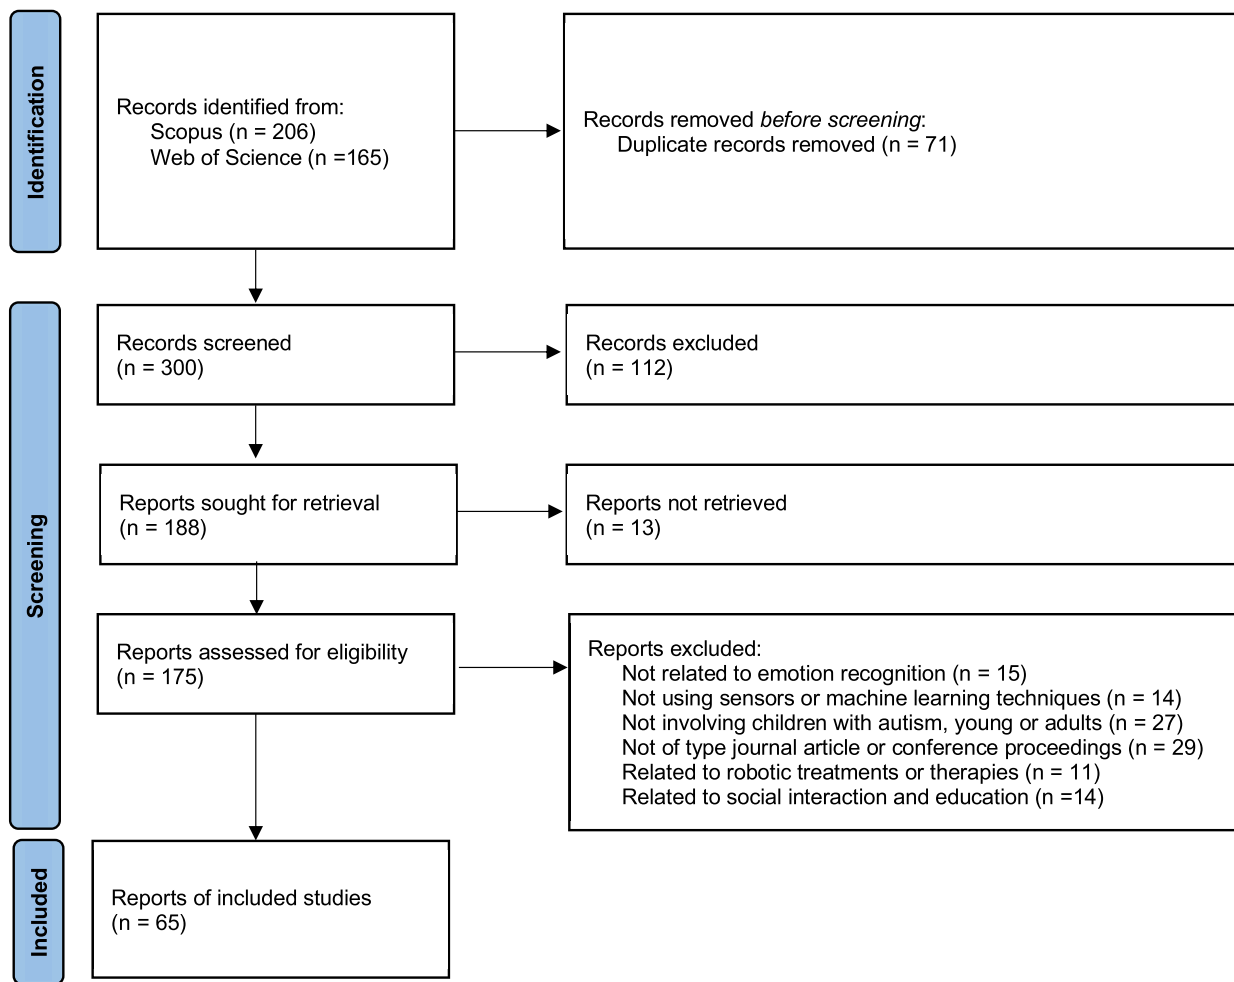 Identification
Records identified from:
Scopus (n = 206)
Web of Science (n =165)
Records removed before screening:
Duplicate records removed (n = 71)
Screening
Records screened
(n = 300)
Records excluded
(n = 112)
Reports sought for retrieval
(n = 188)
Reports not retrieved
(n = 13)
Reports assessed for eligibility
(n = 175)
Reports excluded:
Not related to emotion recognition (n = 15)
Not using sensors or machine learning techniques (n = 14)
Not involving children with autism, young or adults (n = 27)
Not of type journal article or conference proceedings (n = 29)
Related to robotic treatments or therapies (n = 11)
Related to social interaction and education (n =14)
Included
Reports of included studies
(n = 65)